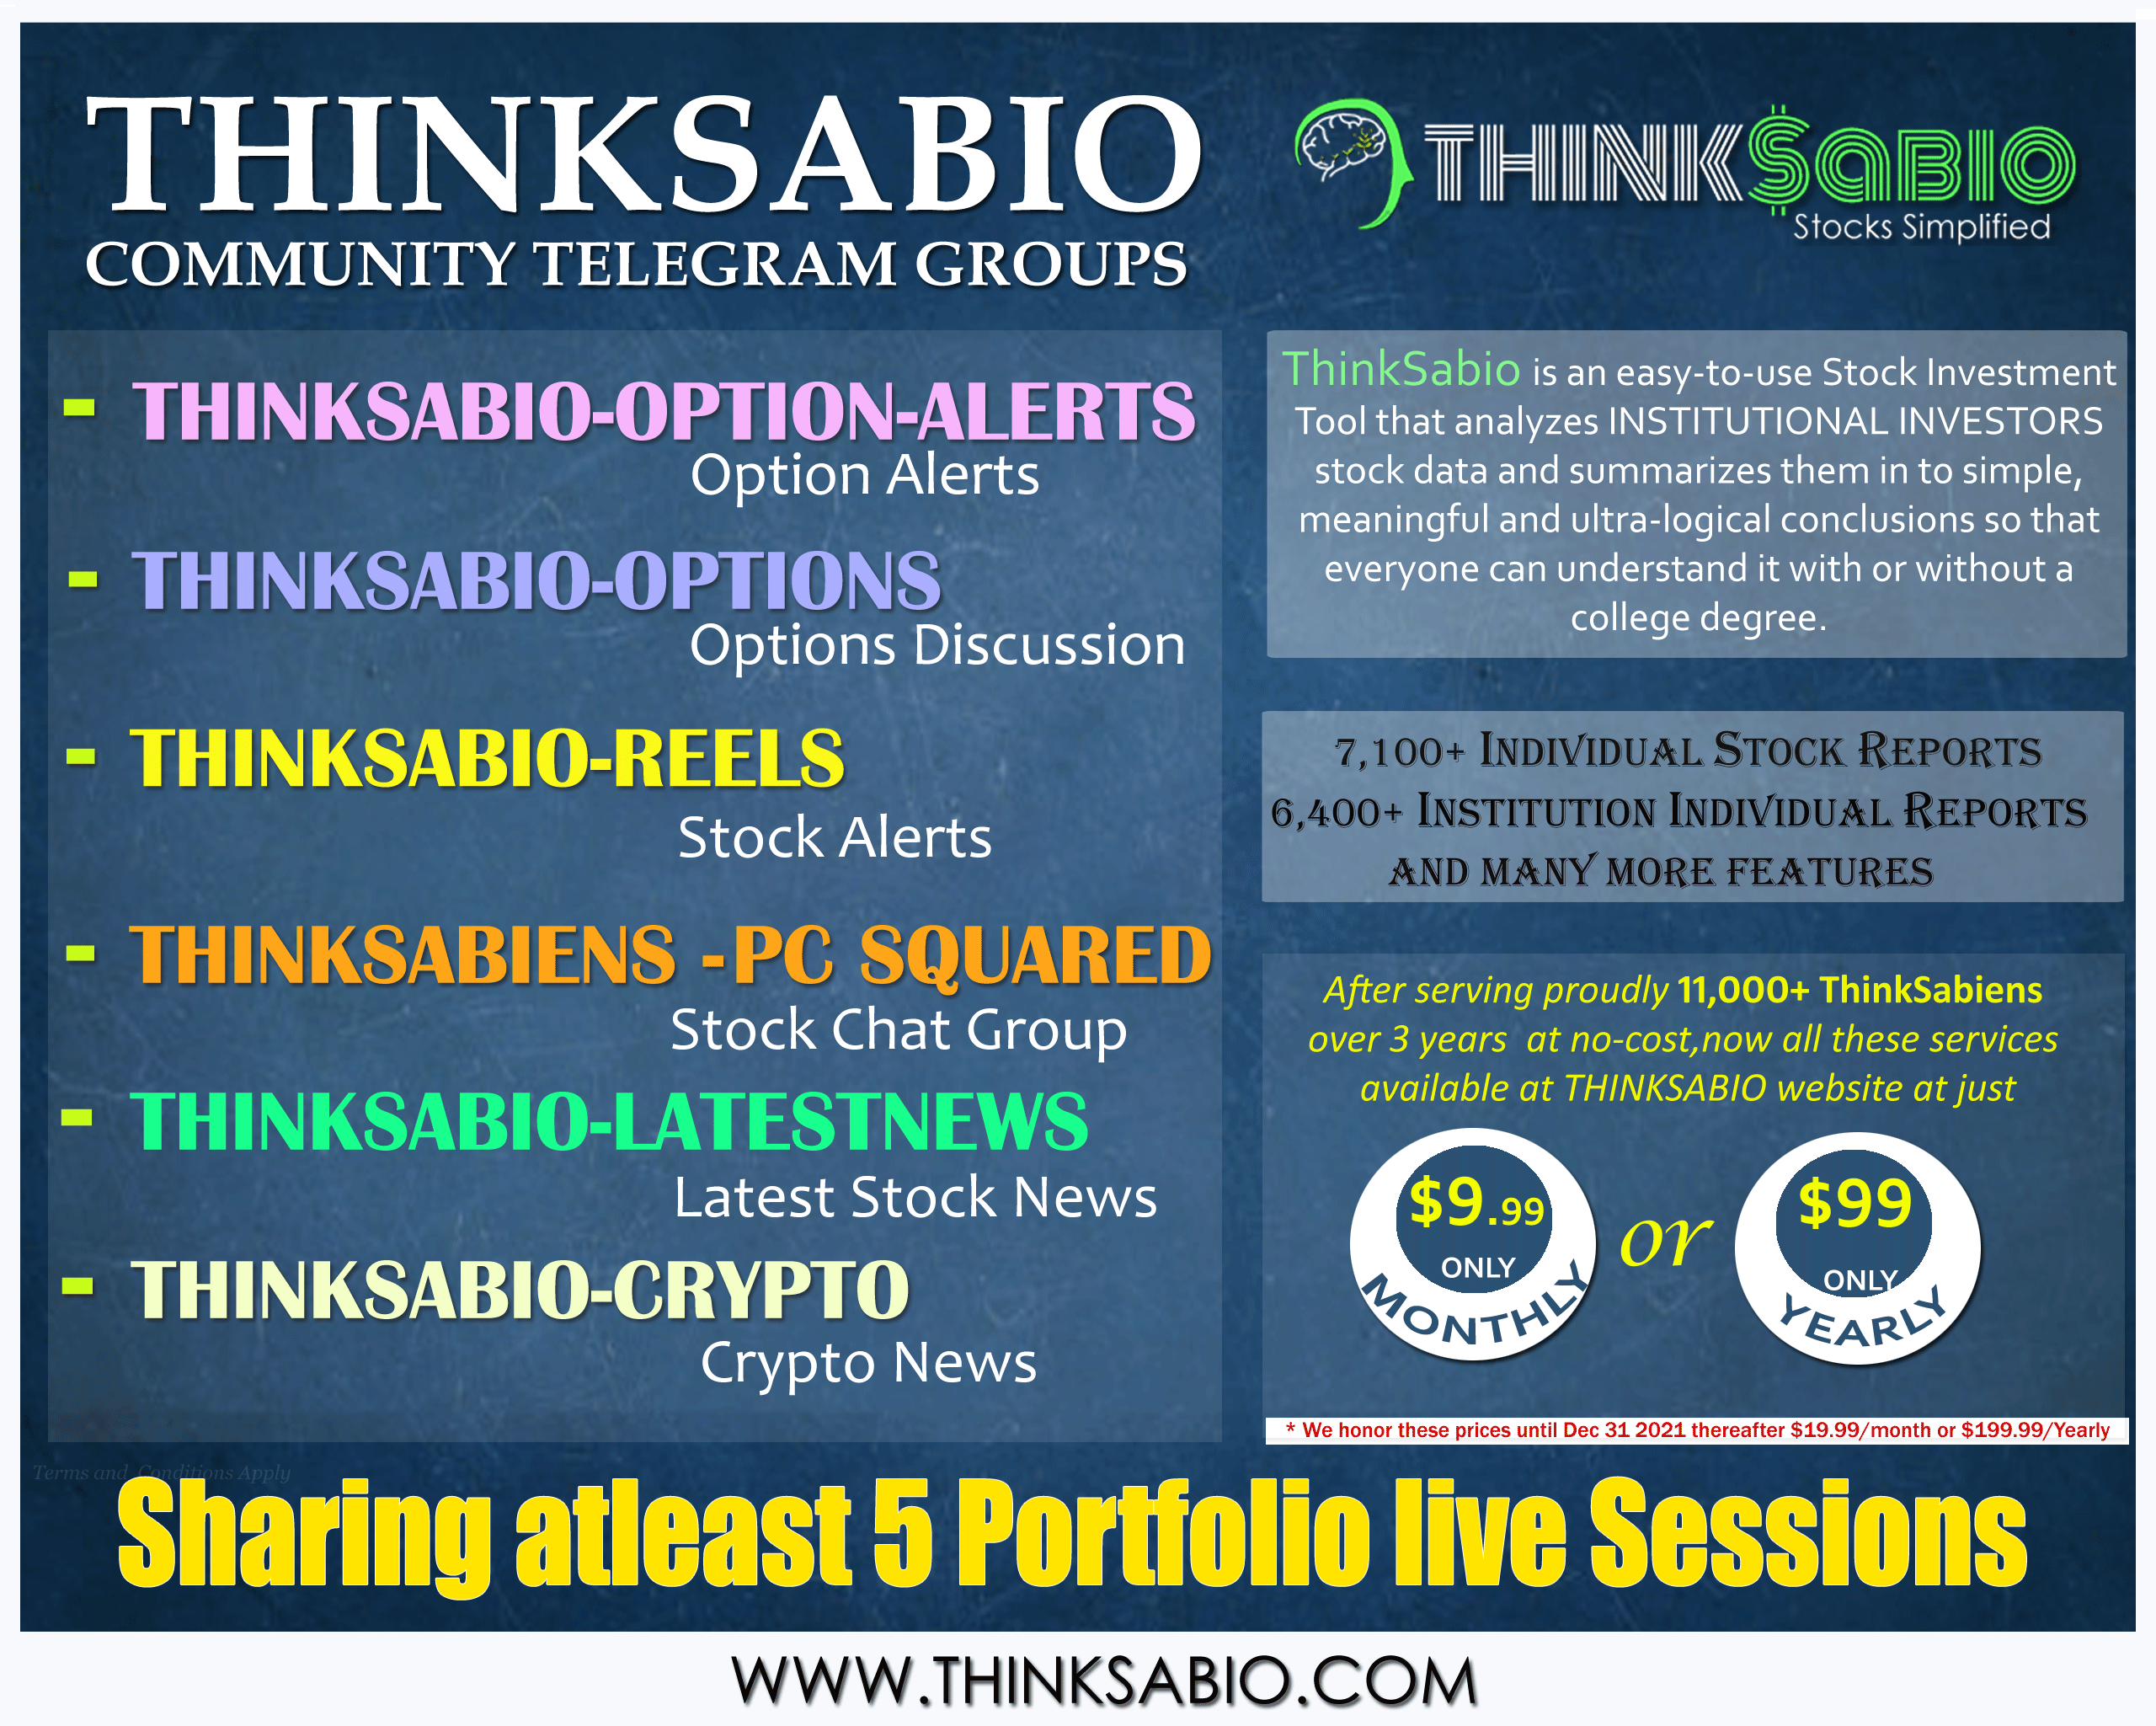 THINKSABIO
COMMUNITY TELEGRAM GROUPS
- THINKSABIO-OPTION-ALERTS
Option Alerts
- THINKSABIO-OPTIONS
Options Discussion
- THINKSABIO-REELS
Stock Alerts
- THINKSABIENS -PC SQUARED
Stock Chat Group
- THINKSABIO-LATESTNEWS
Latest Stock News
- THINKSABIO-CRYPTO
Crypto News
THINK$aBIO
Stocks Simplified
ThinkSabio is an easy-to-use Stock Investment
Tool that analyzes INSTITUTIONAL INVESTORS
stock data and summarizes them in to simple,
meaningful and ultra-logical conclusions so that
everyone can understand it with or without a
college degree.
7,100+ INDIVIDUAL STOCK REPORTS
6,400+ INSTITUTION INDIVIDUAL REPORTS
AND MANY MORE FEATURES
After serving proudly 11,000+ ThinkSabiens
over 3 years at no-cost,now all these services
available at THINKSABIO website at just
$9.99
ONLY
MONTHLY
or
$99
ONLY
YEARLY
* We honor these prices until Dec 31 2021 thereafter $19.99/month or $199.99/Yearly
Terms and Conditions Apply
Sharing atleast 5 Portfolio live Sessions
WWW.THINKSABIO.COM